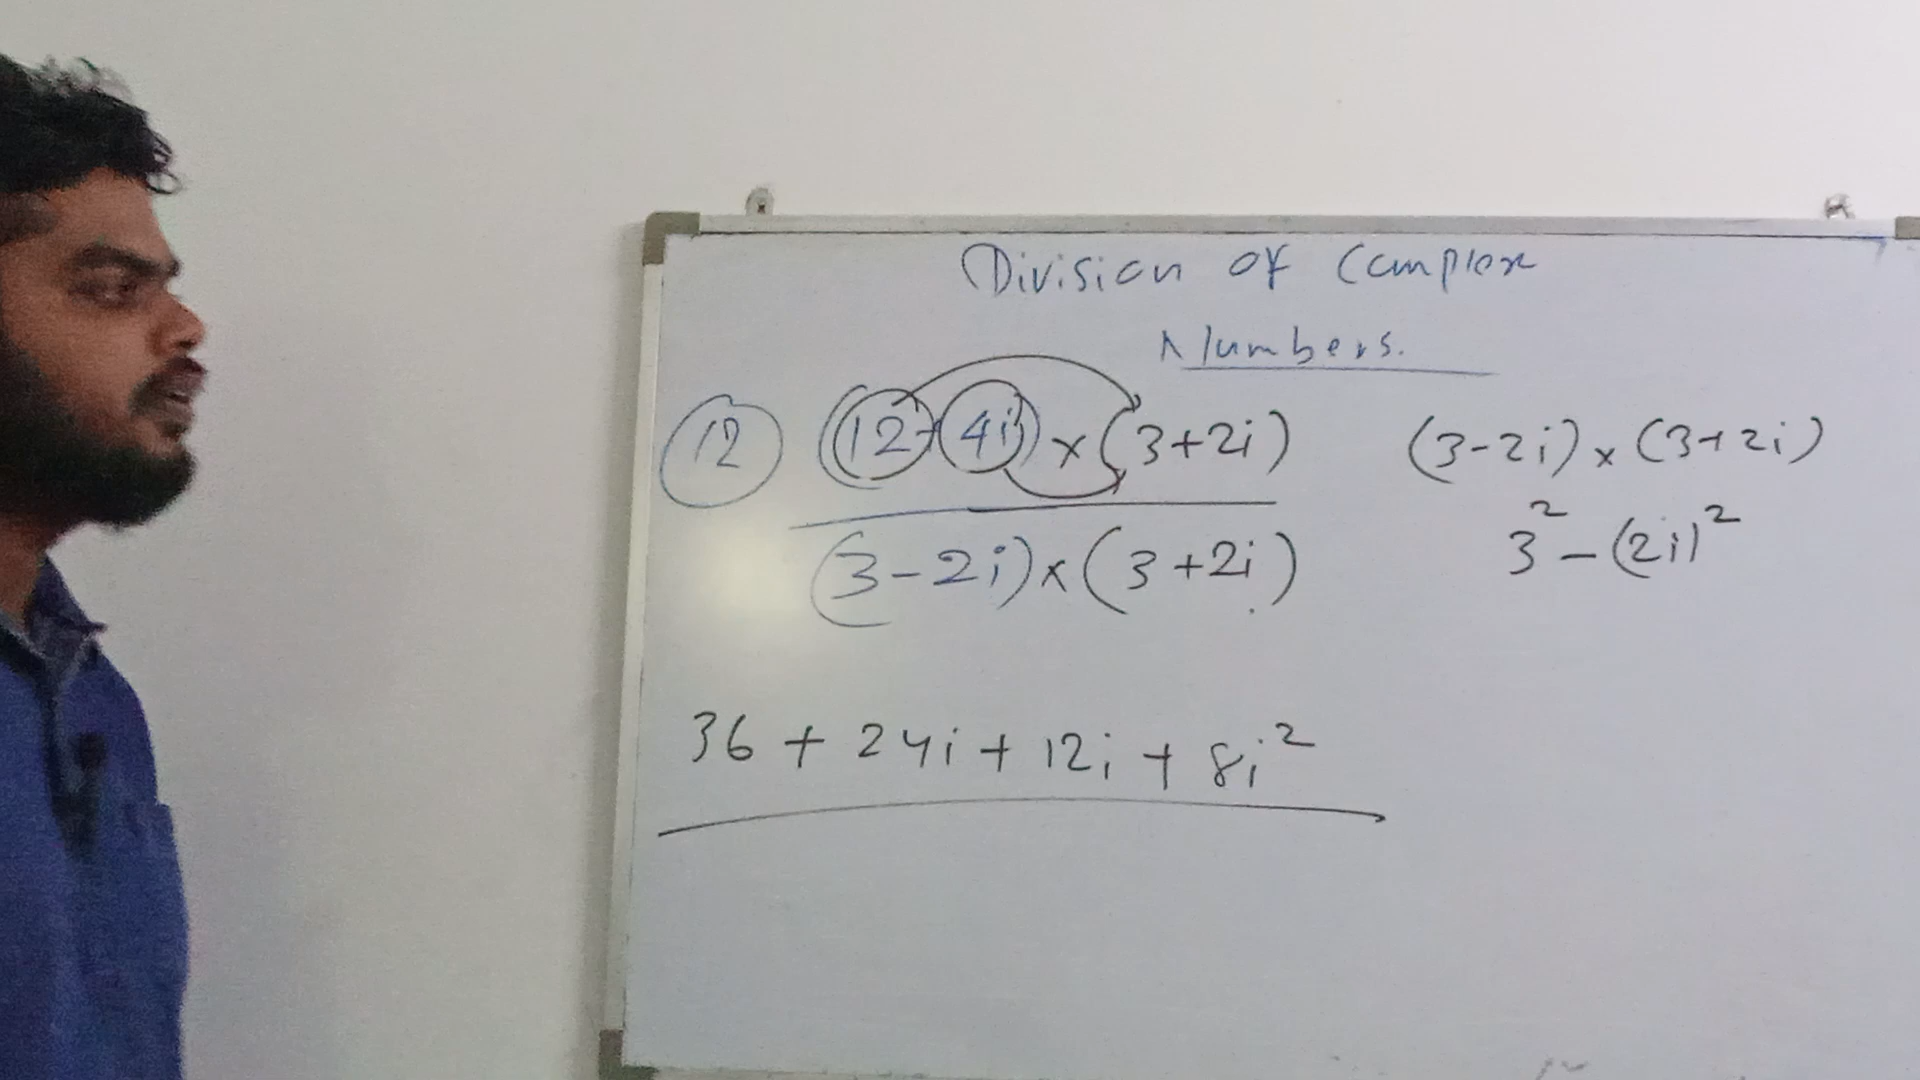 Division of Complex
Numbers.
12 (12+4i) × (3+2i)
(3-2i) × (3+2i)
(3-2i) × (3+2i)
3² - (2i)²
36 + 24i + 12i + 8i²